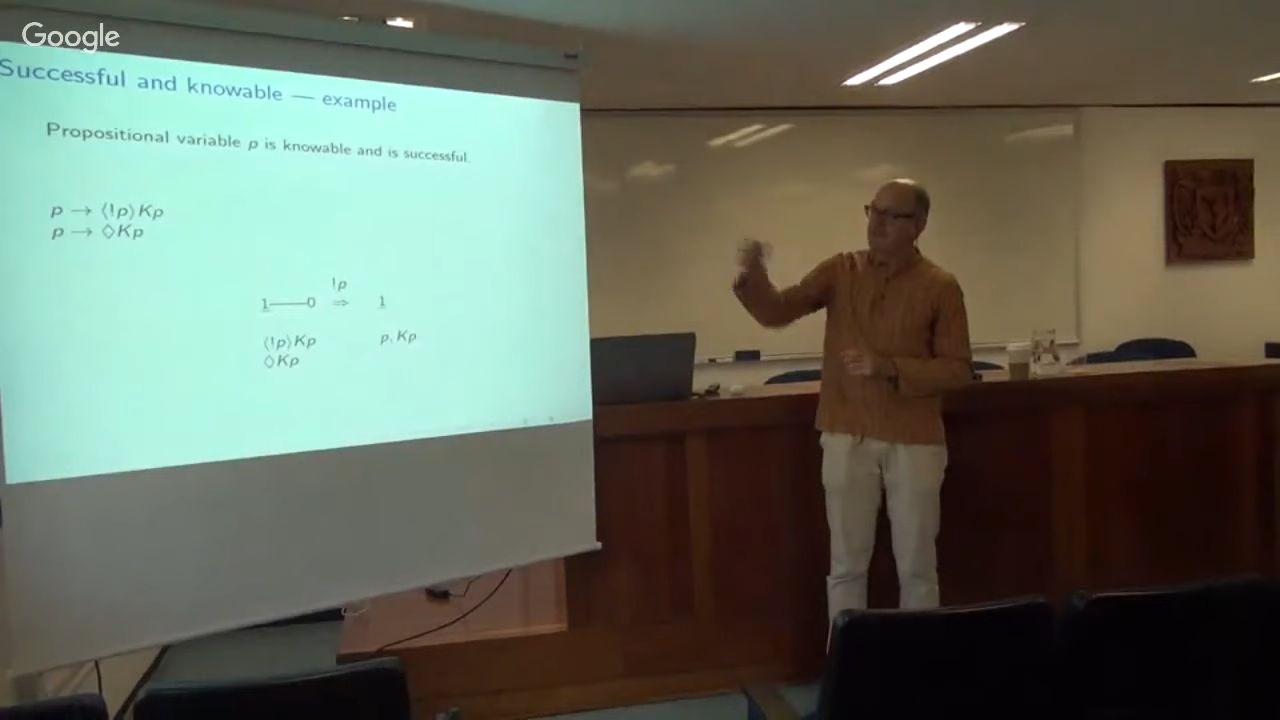 Google
Successful and knowable — example
Propositional variable p is knowable and is successful.
p → ⟨!p⟩Kp
p → ◇Kp
!p
1——0 ⇒ 1
⟨!p⟩Kp p, Kp
◇Kp